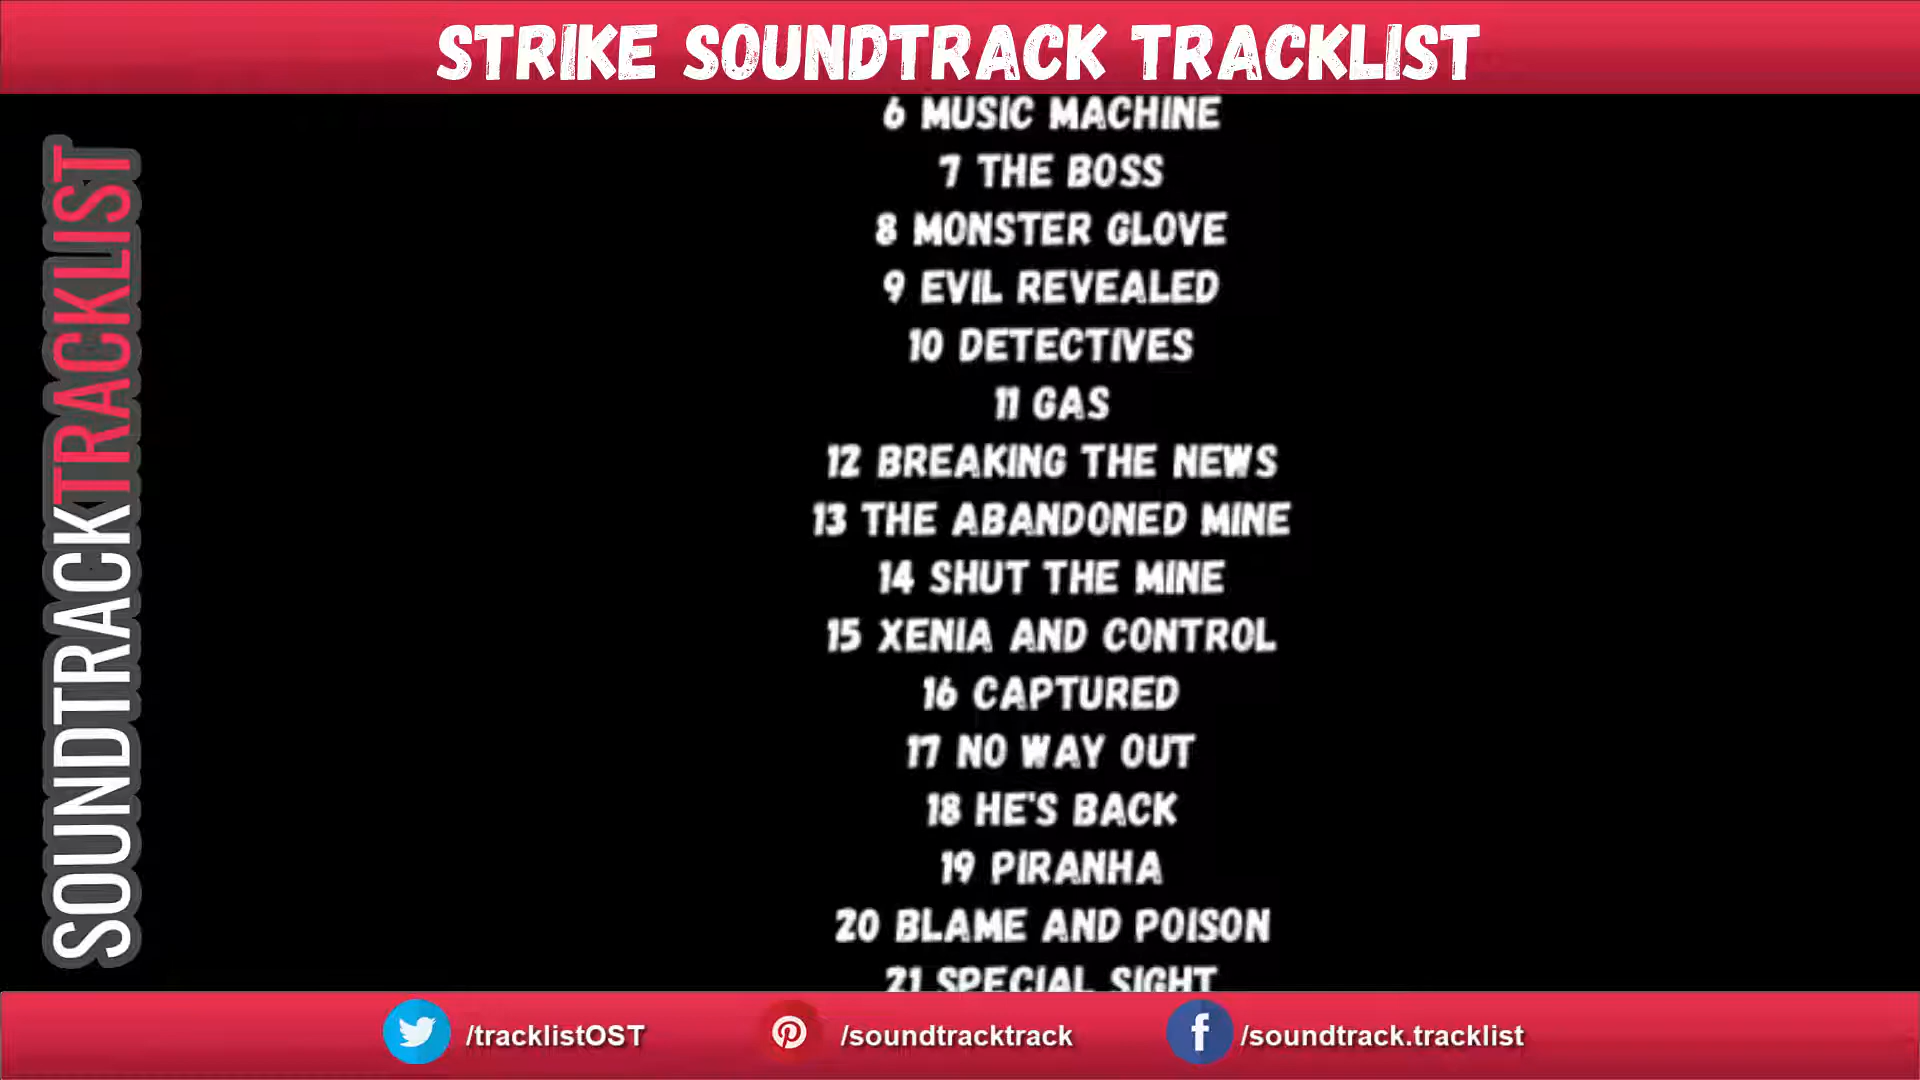 STRIKE SOUNDTRACK TRACKLIST
SOUNDTRACKTRACKLIST
6 MUSIC MACHINE
7 THE BOSS
8 MONSTER GLOVE
9 EVIL REVEALED
10 DETECTIVES
11 GAS
12 BREAKING THE NEWS
13 THE ABANDONED MINE
14 SHUT THE MINE
15 XENIA AND CONTROL
16 CAPTURED
17 NO WAY OUT
18 HE'S BACK
19 PIRANHA
20 BLAME AND POISON
21 SPECIAL SIGHT
/tracklistOST
/soundtracktrack
/soundtrack.tracklist